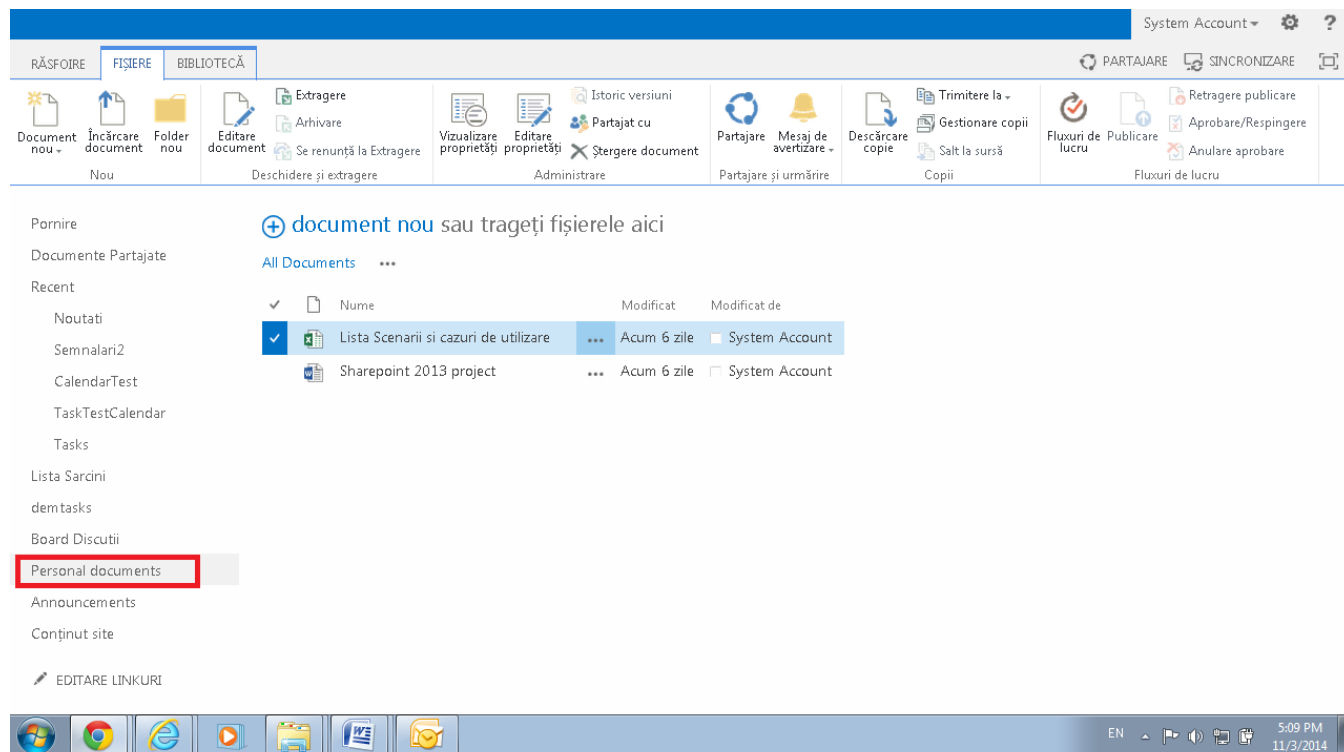 System Account
?
RĂSFOIRE FIȘIERE BIBLIOTECĂ PARTAJARE SINCRONIZARE
Document nou
Încărcare document
Folder nou
Nou
Editare document
Extragere
Arhivare
Se renunță la Extragere
Deschidere și extragere
Vizualizare proprietăți
Editare proprietăți
Istoric versiuni
Partajat cu
Ștergere document
Administrare
Partajare
Mesaj de avertizare
Partajare și urmărire
Descărcare copie
Trimitere la
Gestionare copii
Salt la sursă
Copii
Fluxuri de lucru
Publicare
Retragere publicare
Aprobare/Respingere
Anulare aprobare
Fluxuri de lucru
Pornire
Documente Partajate
Recent
Noutati
Semnalari2
CalendarTest
TaskTestCalendar
Tasks
Lista Sarcini
demtasks
Board Discutii
Personal documents
Announcements
Conținut site
EDITARE LINKURI
document nou sau trageți fișierele aici
All Documents ...
Nume Modificat Modificat de
Lista Scenarii si cazuri de utilizare ... Acum 6 zile System Account
Sharepoint 2013 project ... Acum 6 zile System Account
EN
5:09 PM
11/3/2014